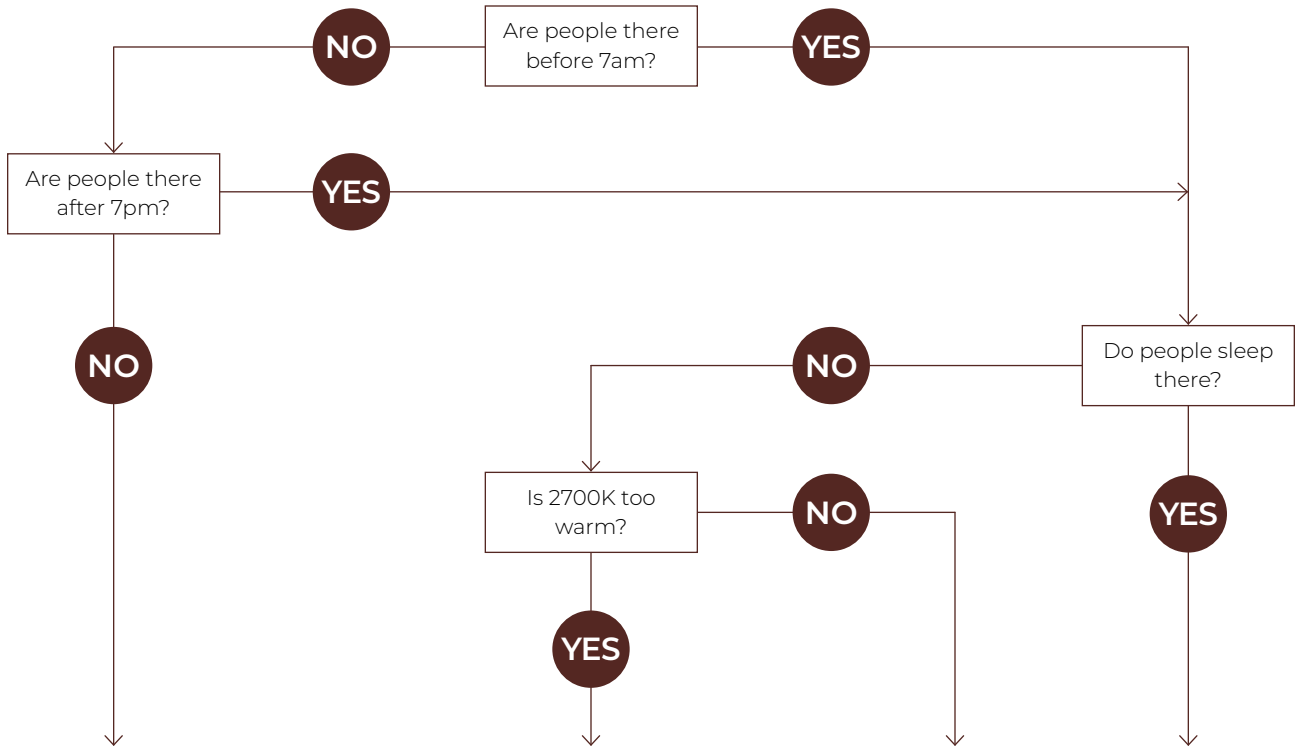 Are people there
before 7am?
NO
YES
Are people there
after 7pm?
YES
NO
Do people sleep
there?
NO
YES
Is 2700K too
warm?
NO
YES